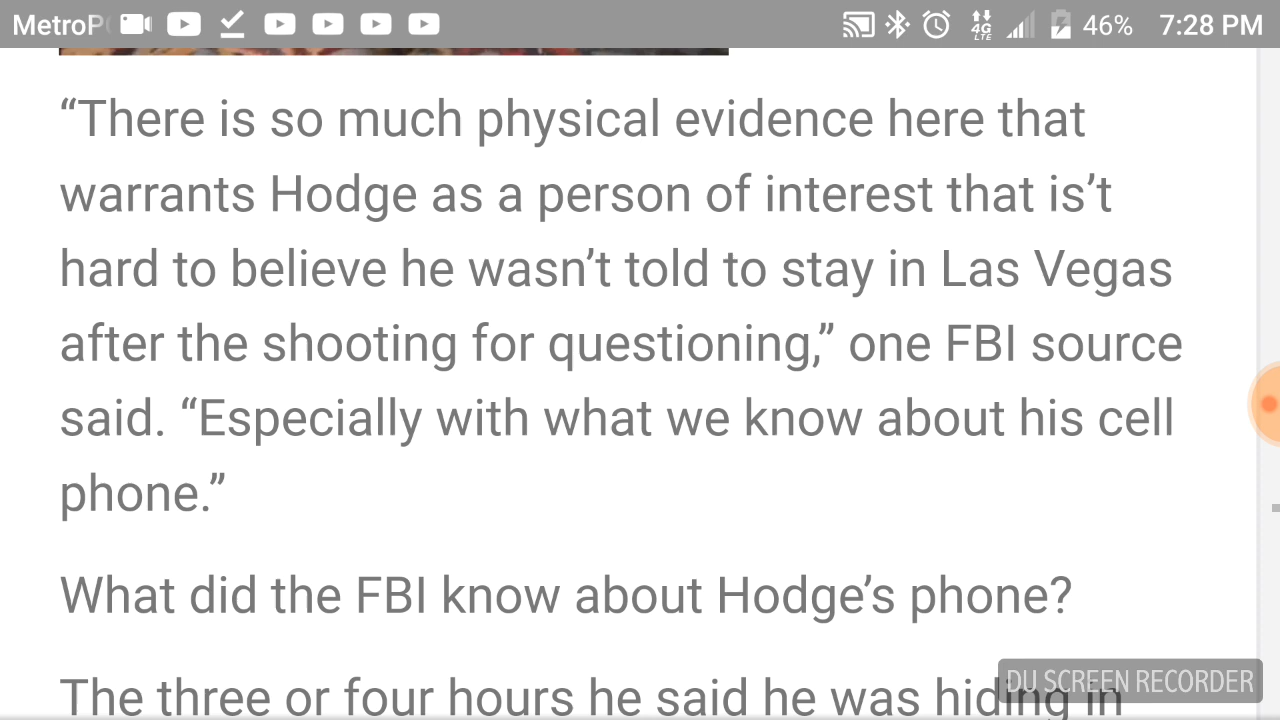 MetroP
4G
LTE
46%
7:28 PM
“There is so much physical evidence here that
warrants Hodge as a person of interest that is’t
hard to believe he wasn’t told to stay in Las Vegas
after the shooting for questioning,” one FBI source
said. “Especially with what we know about his cell
phone.”
What did the FBI know about Hodge’s phone?
The three or four hours he said he was hiding in
DU SCREEN RECORDER